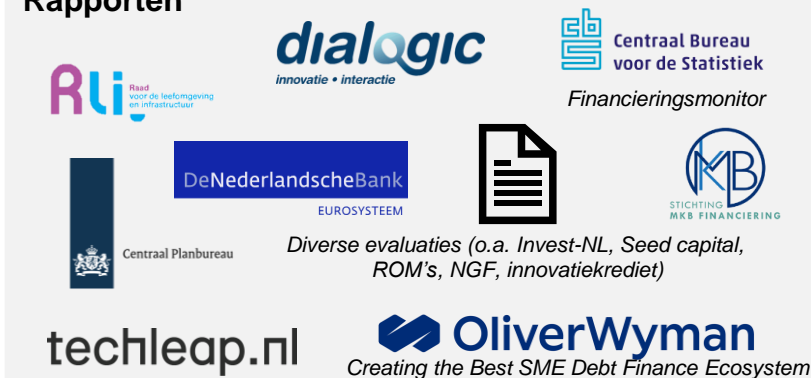 Rapporten
dialogic
innovatie • interactie
cbs
Centraal Bureau
voor de Statistiek
Financieringsmonitor
Rli
Raad
voor de leefomgeving
en infrastructuur
DeNederlandscheBank
EUROSYSTEEM
MKB
STICHTING
MKB FINANCIERING
Centraal Planbureau
Diverse evaluaties (o.a. Invest-NL, Seed capital,
ROM's, NGF, innovatiekrediet)
techleap.nl
OliverWyman
Creating the Best SME Debt Finance Ecosystem